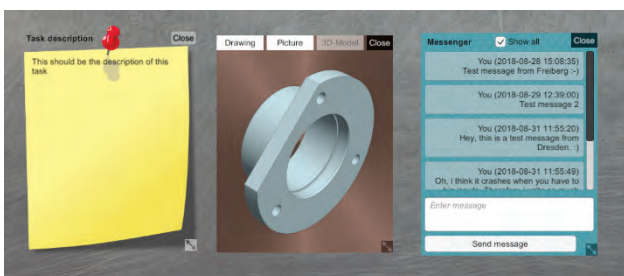 Task description
Close
This should be the description of this
task
Drawing
Picture
3D-Model
Close
Messenger
Show all
Close
You (2018-08-28 15:08:35)
Test message from Freiberg :-)
You (2018-08-29 12:39:00)
Test message 2
You (2018-08-31 11:55:20)
Hey, this is a test message from
Dresden. :)
You (2018-08-31 11:55:49)
Oh, I think it crashes when you have to
Enter message
Send message